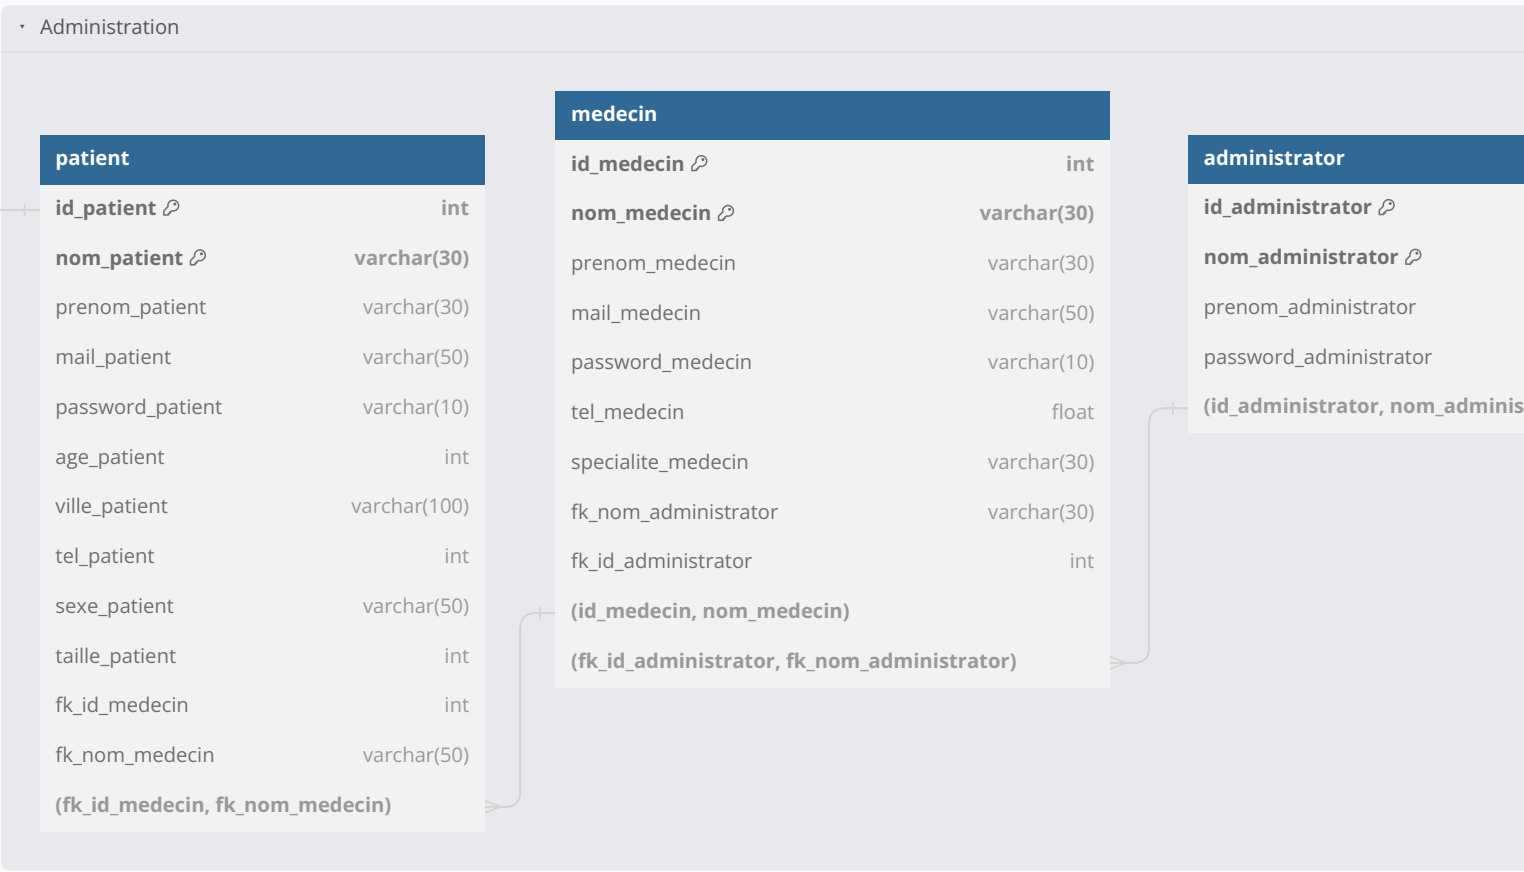 Administration
patient
id_patient int
nom_patient varchar(30)
prenom_patient varchar(30)
mail_patient varchar(50)
password_patient varchar(10)
age_patient int
ville_patient varchar(100)
tel_patient int
sexe_patient varchar(50)
taille_patient int
fk_id_medecin int
fk_nom_medecin varchar(50)
(fk_id_medecin, fk_nom_medecin)
medecin
id_medecin int
nom_medecin varchar(30)
prenom_medecin varchar(30)
mail_medecin varchar(50)
password_medecin varchar(10)
tel_medecin float
specialite_medecin varchar(30)
fk_nom_administrator varchar(30)
fk_id_administrator int
(id_medecin, nom_medecin)
(fk_id_administrator, fk_nom_administrator)
administrator
id_administrator
nom_administrator
prenom_administrator
password_administrator
(id_administrator, nom_adminis